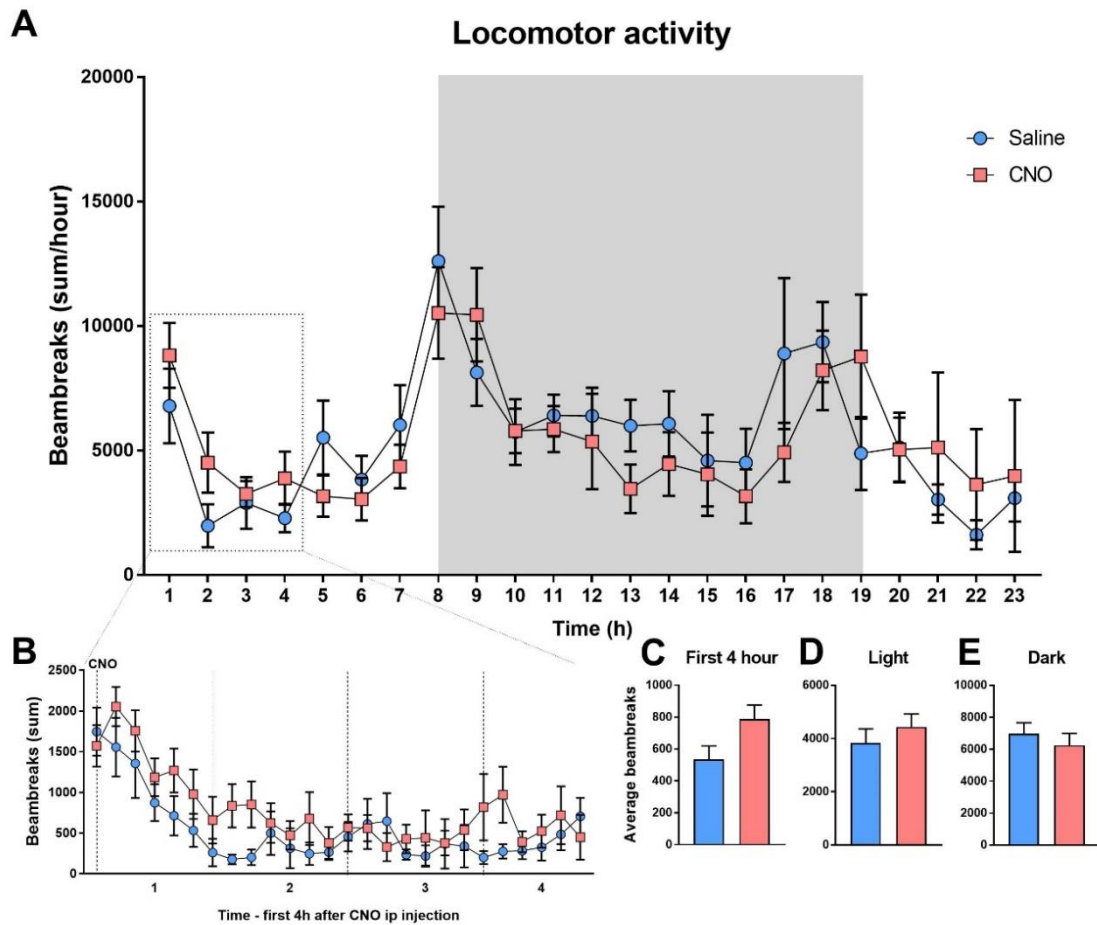 A
Locomotor activity
20000
15000
10000
5000
0
Beambreaks (sum/hour)
Saline
CNO
1 2 3 4 5 6 7 8 9 10 11 12 13 14 15 16 17 18 19 20 21 22 23
Time (h)
B
CNO
2500
2000
1500
1000
500
0
Beambreaks (sum)
1 2 3 4
Time - first 4h after CNO ip injection
C First 4 hour
1000
800
600
400
200
0
Average beambreaks
D Light
6000
4000
2000
0
E Dark
10000
8000
6000
4000
2000
0